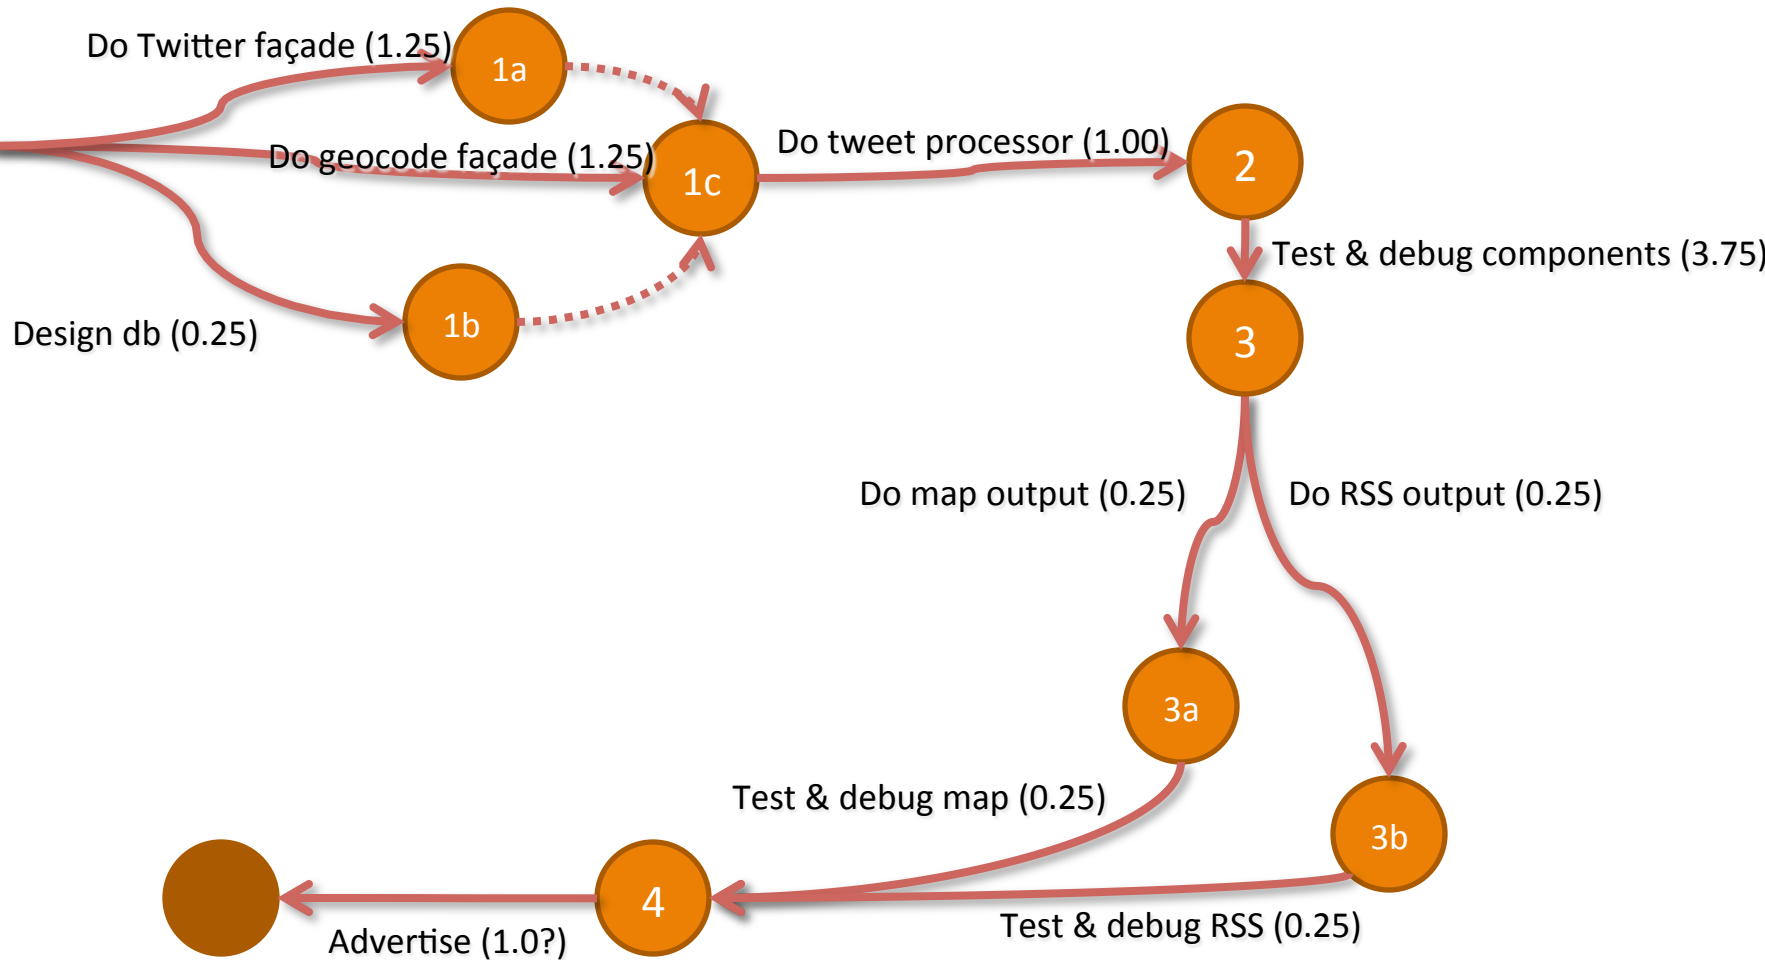 Do Twitter façade (1.25)
1a
Do geocode façade (1.25)
1c
Do tweet processor (1.00)
2
Test & debug components (3.75)
Design db (0.25)
1b
3
Do map output (0.25)
Do RSS output (0.25)
3a
Test & debug map (0.25)
3b
4
Test & debug RSS (0.25)
Advertise (1.0?)